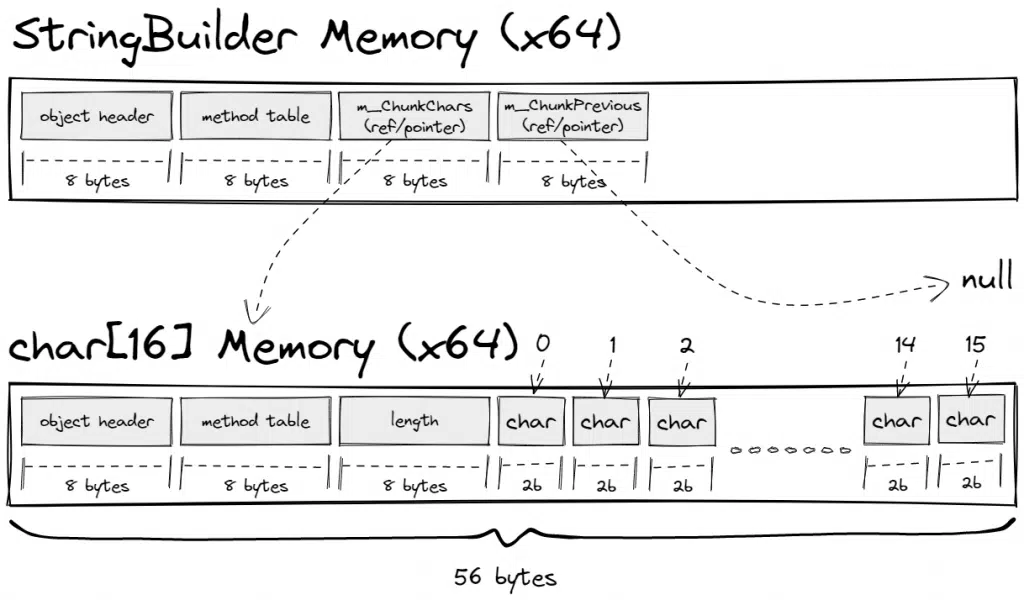 StringBuilder Memory (x64)
object header
method table
m_ChunkChars
(ref/pointer)
m_ChunkPrevious
(ref/pointer)
8 bytes
8 bytes
8 bytes
8 bytes
null
char[16] Memory (x64)
0
1
2
14
15
object header
method table
length
char
char
char
char
char
8 bytes
8 bytes
8 bytes
2b
2b
2b
2b
2b
56 bytes